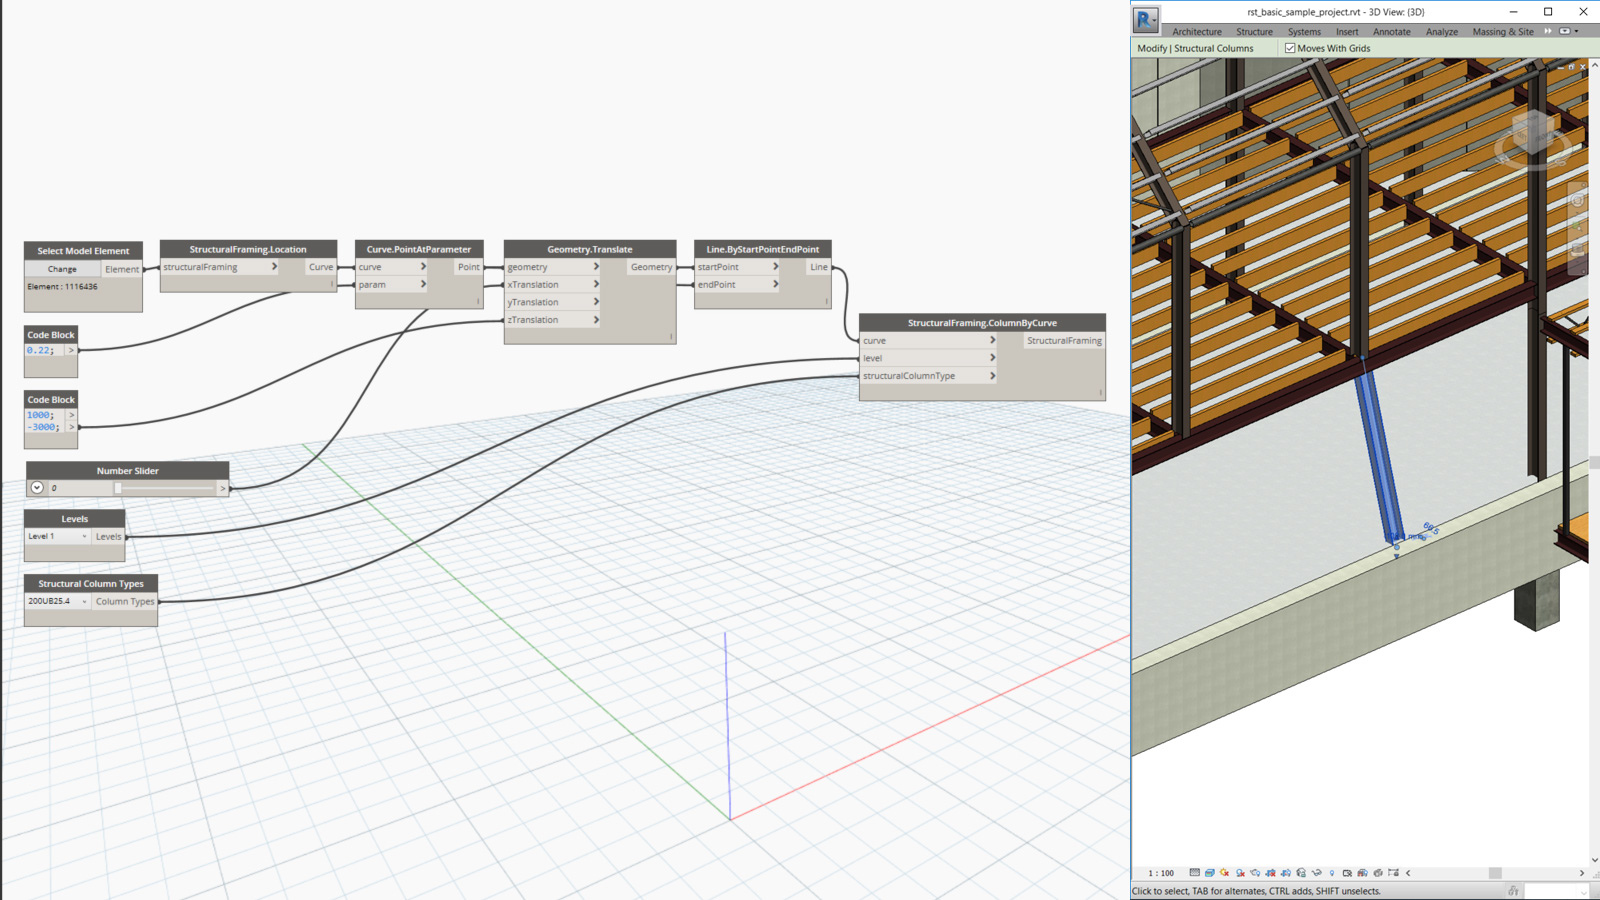 Select Model Element
Change
Element
Element : 1116436
StructuralFraming.Location
structuralFraming > Curve
Curve.PointAtParameter
curve > Point
param >
Geometry.Translate
geometry > Geometry
xTranslation >
yTranslation >
zTranslation >
Line.ByStartPointEndPoint
startPoint > Line
endPoint >
Code Block
0.22; >
Code Block
1000; >
-3000; >
Number Slider
0 >
Levels
Level 1
Levels
Structural Column Types
200UB25.4
Column Types
StructuralFraming.ColumnByCurve
curve > StructuralFraming
level >
structuralColumnType >
rst_basic_sample_project.rvt - 3D View: {3D}
Architecture Structure Systems Insert Annotate Analyze Massing & Site
Modify | Structural Columns
Moves With Grids
1 : 100
Click to select, TAB for alternates, CTRL adds, SHIFT unselects.